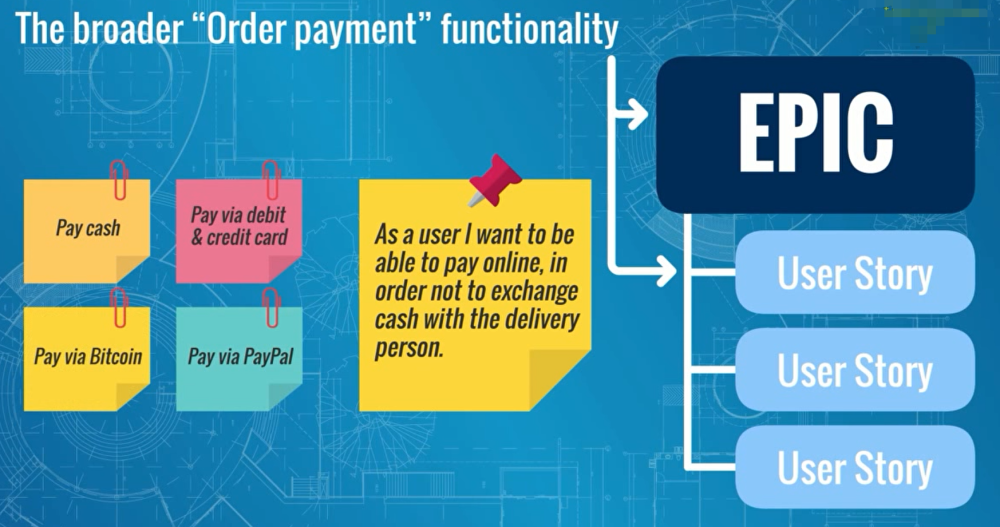 The broader “Order payment” functionality
EPIC
Pay cash
Pay via debit
& credit card
Pay via Bitcoin
Pay via PayPal
As a user I want to be
able to pay online, in
order not to exchange
cash with the delivery
person.
User Story
User Story
User Story